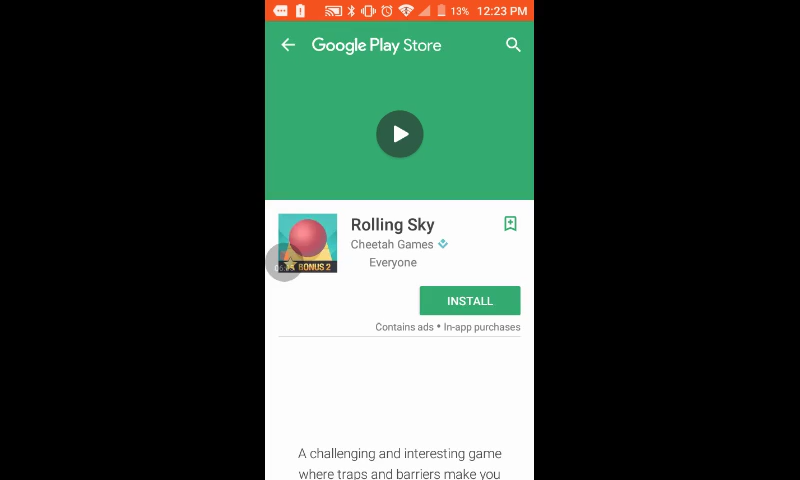 13% 12:23 PM
Google Play Store
Rolling Sky
Cheetah Games
Everyone
BONUS 2
INSTALL
Contains ads • In-app purchases
A challenging and interesting game
where traps and barriers make you